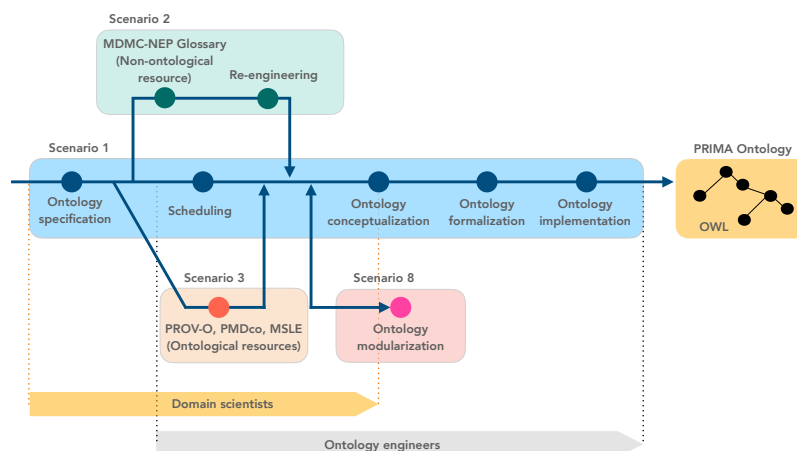 Scenario 2
MDMC-NEP Glossary
(Non-ontological
resource)
Re-engineering
Scenario 1
PRIMA Ontology
Ontology
specification
Scheduling
Ontology
conceptualization
Ontology
formalization
Ontology
implementation
OWL
Scenario 3
Scenario 8
PROV-O, PMDco, MSLE
(Ontological resources)
Ontology
modularization
Domain scientists
Ontology engineers